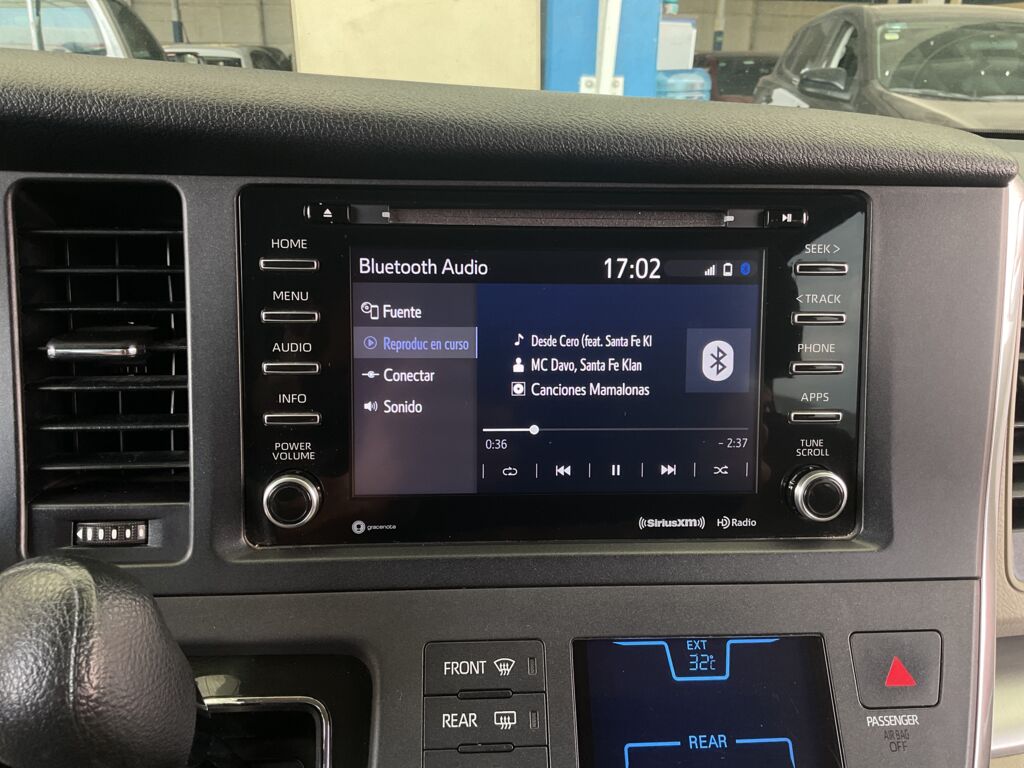 HOME
MENU
AUDIO
INFO
POWER
VOLUME
Bluetooth Audio
17:02
Fuente
Reproduc en curso
Conectar
Sonido
Desde Cero (feat. Santa Fe Kl
MC Davo, Santa Fe Klan
Canciones Mamalonas
0:36
- 2:37
SEEK >
< TRACK
PHONE
APPS
TUNE
SCROLL
gracenote
((SiriusXM))
HD Radio
FRONT
REAR
EXT
32°C
REAR
PASSENGER
AIR BAG
OFF